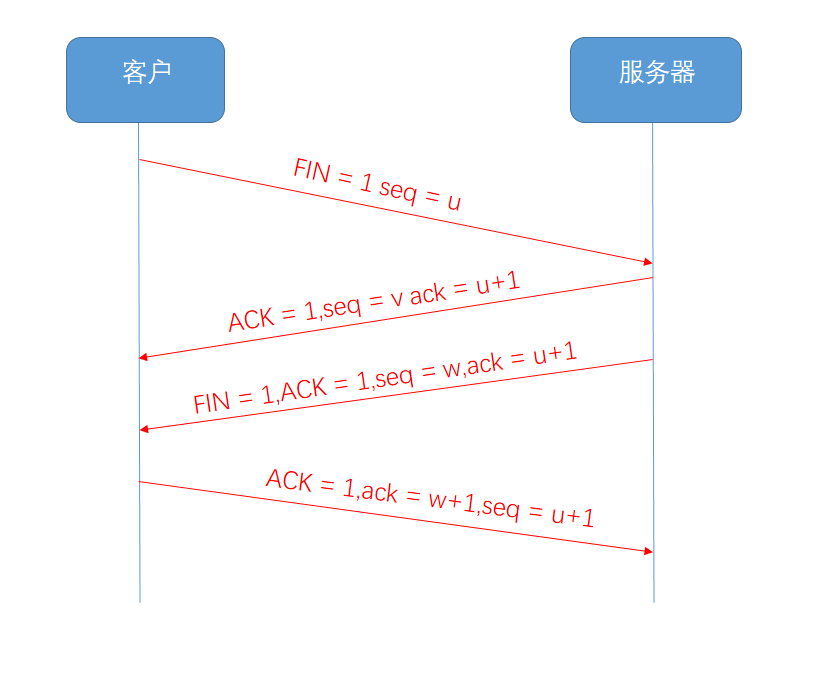 客户
服务器
FIN = 1 seq = u
ACK = 1,seq = v ack = u+1
FIN = 1,ACK = 1,seq = w,ack = u+1
ACK = 1,ack = w+1,seq = u+1